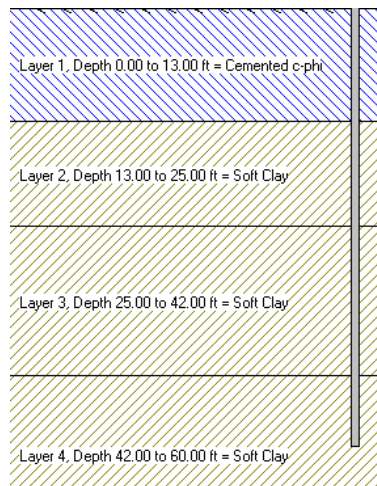 Layer 1, Depth 0.00 to 13.00 ft = Cemented c-phi
Layer 2, Depth 13.00 to 25.00 ft = Soft Clay
Layer 3, Depth 25.00 to 42.00 ft = Soft Clay
Layer 4, Depth 42.00 to 60.00 ft = Soft Clay